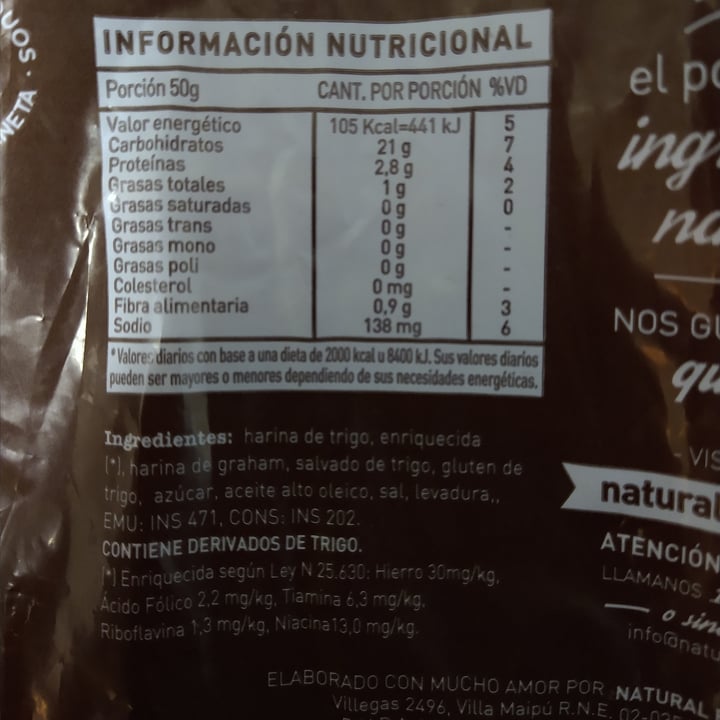 INFORMACIÓN NUTRICIONAL
Porción 50g CANT. POR PORCIÓN %VD
Valor energético 105 Kcal=441 kJ 5
Carbohidratos 21 g 7
Proteínas 2,8 g 4
Grasas totales 1 g 2
Grasas saturadas 0 g 0
Grasas trans 0 g -
Grasas mono 0 g -
Grasas poli 0 g -
Colesterol 0 mg -
Fibra alimentaria 0,9 g 3
Sodio 138 mg 6
*Valores diarios con base a una dieta de 2000 kcal u 8400 kJ. Sus valores diarios
pueden ser mayores o menores dependiendo de sus necesidades energéticas.
Ingredientes: harina de trigo, enriquecida
(*), harina de graham, salvado de trigo, gluten de
trigo, azúcar, aceite alto oleico, sal, levadura,,
EMU: INS 471, CONS: INS 202.
CONTIENE DERIVADOS DE TRIGO.
(*) Enriquecida según Ley N 25.630: Hierro 30mg/kg,
Ácido Fólico 2,2 mg/kg, Tiamina 6,3 mg/kg,
Riboflavina 1,3 mg/kg, Niacina13,0 mg/kg.
ELABORADO CON MUCHO AMOR POR NATURAL
Villegas 2496, Villa Maipú R.N.E.
el
NOS
natural
ATENCIÓN
LLAMANOS